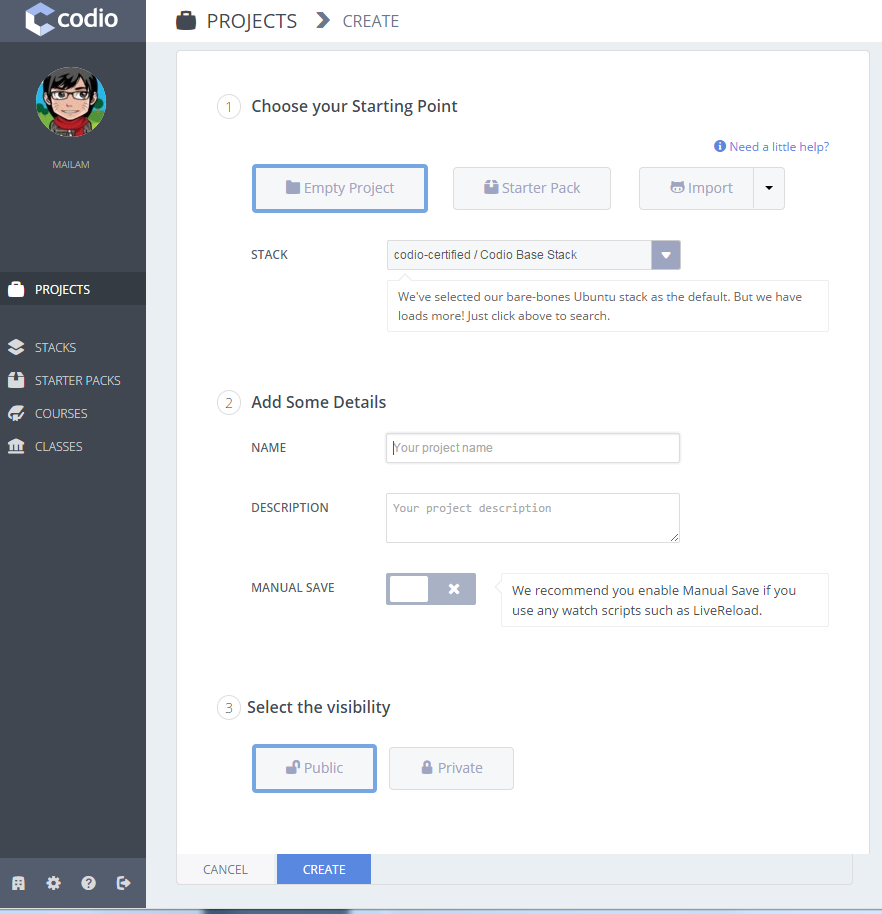 codio
PROJECTS CREATE
MAILAM
PROJECTS
STACKS
STARTER PACKS
COURSES
CLASSES
1 Choose your Starting Point
Need a little help?
Empty Project Starter Pack Import
STACK codio-certified / Codio Base Stack
We've selected our bare-bones Ubuntu stack as the default. But we have
loads more! Just click above to search.
2 Add Some Details
NAME Your project name
DESCRIPTION Your project description
MANUAL SAVE We recommend you enable Manual Save if you
use any watch scripts such as LiveReload.
3 Select the visibility
Public Private
CANCEL CREATE